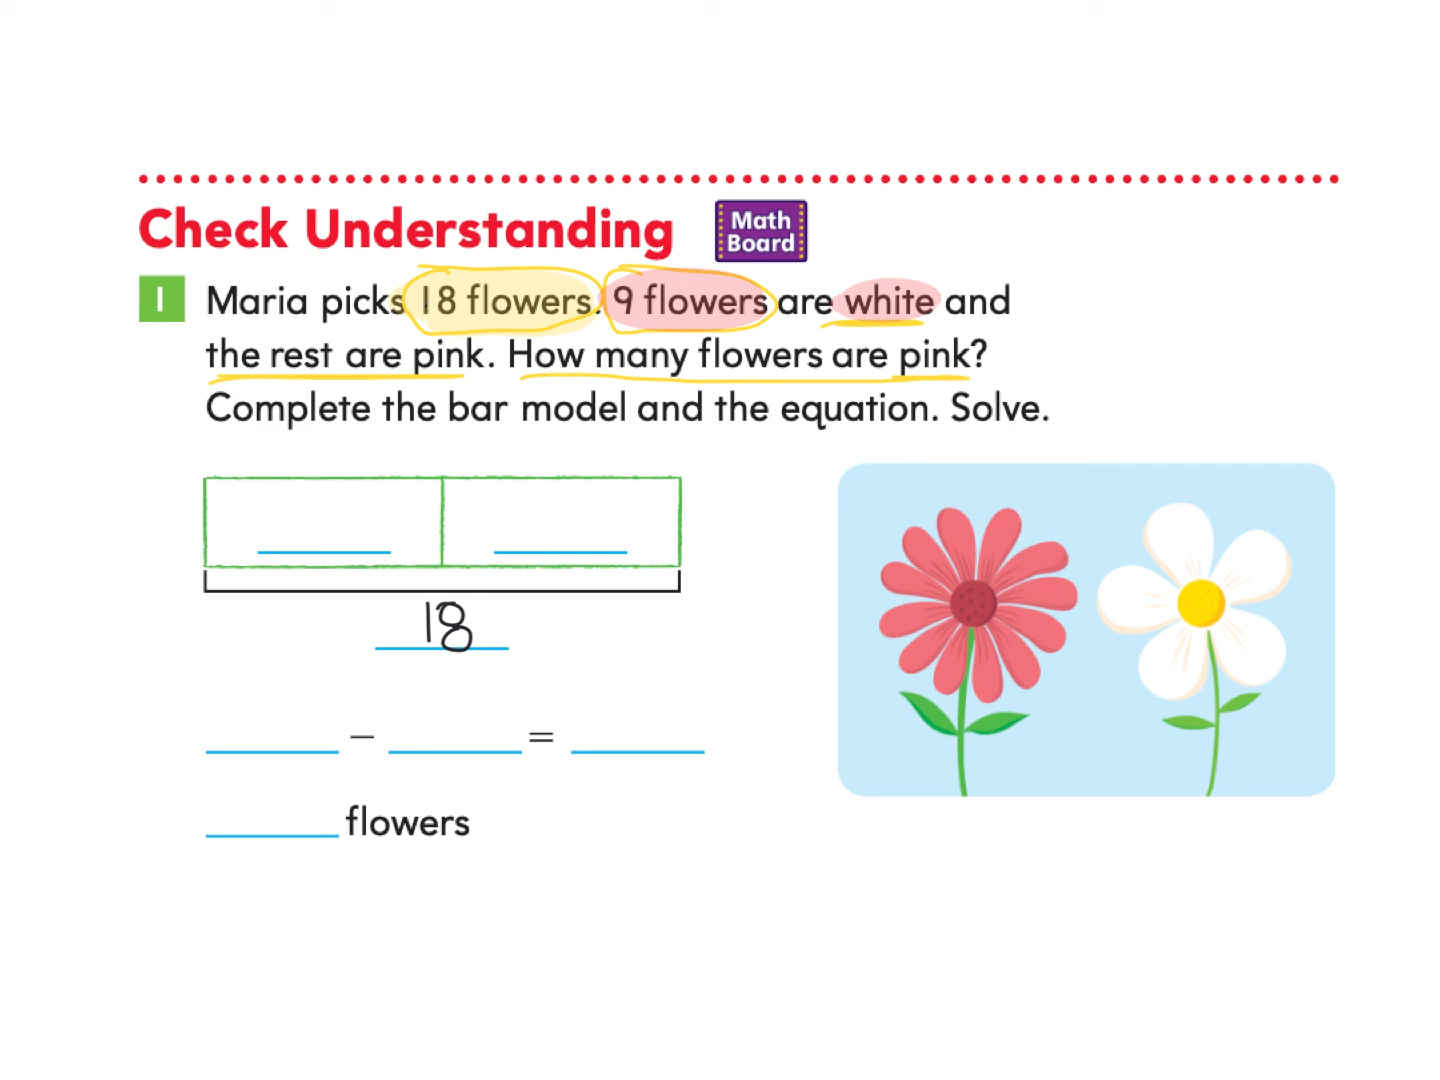 Check Understanding
Math
Board
1 Maria picks 18 flowers. 9 flowers are white and
the rest are pink. How many flowers are pink?
Complete the bar model and the equation. Solve.
18
− =
flowers